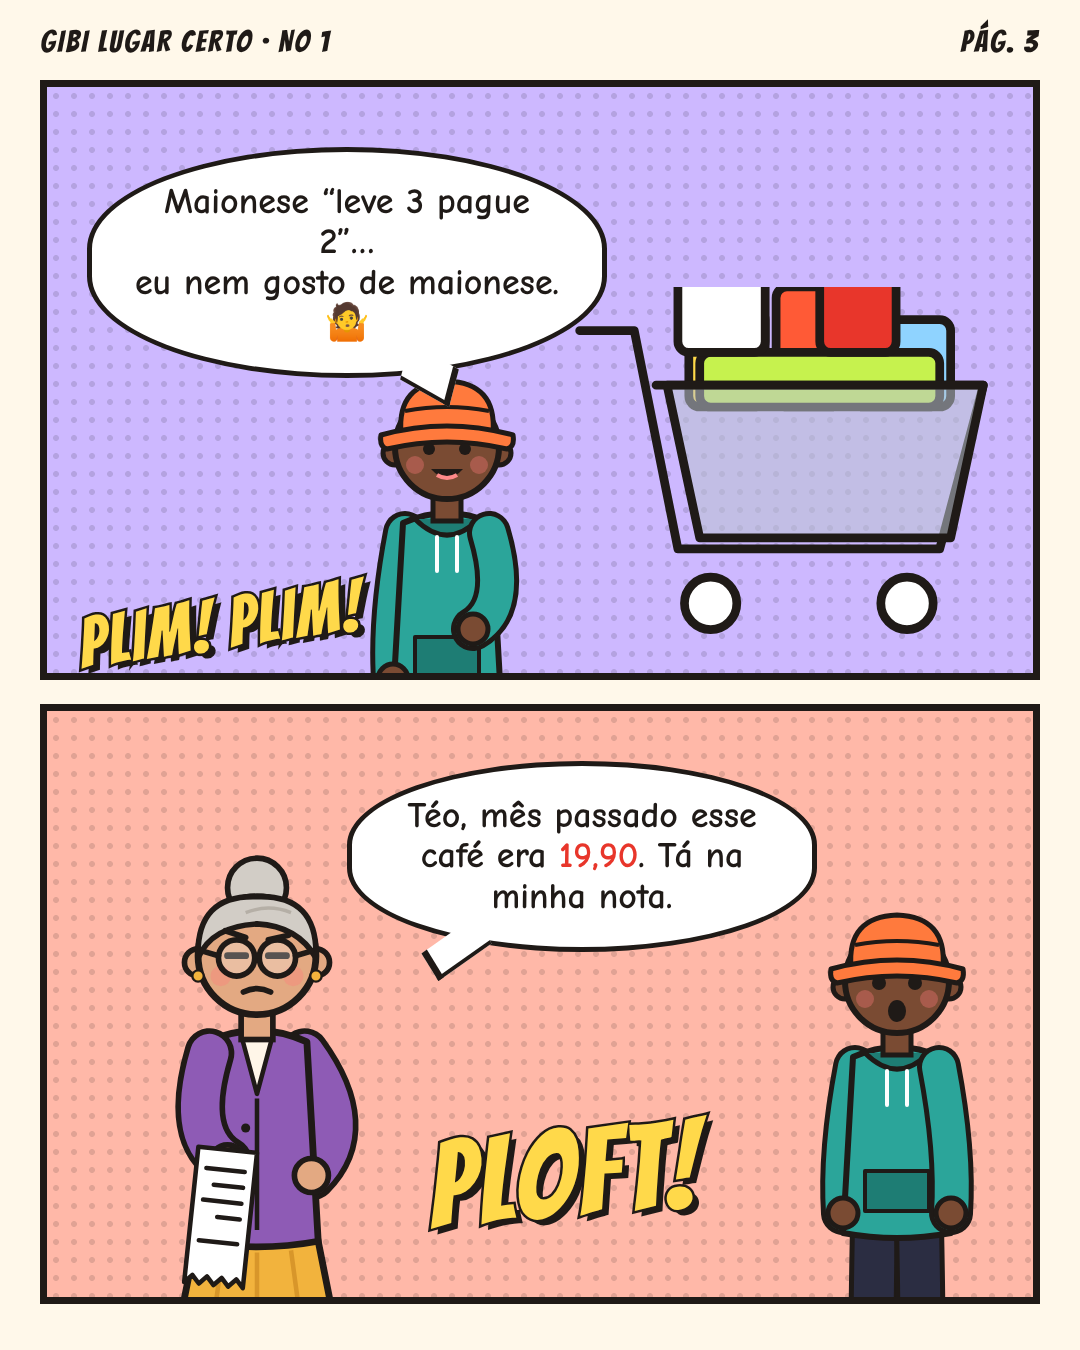 GIBI LUGAR CERTO · NO 1
PÁG. 3
Maionese “leve 3 pague
2”...
eu nem gosto de maionese.
🤷
PLIM! PLIM!
Téo, mês passado esse
café era 19,90. Tá na
minha nota.
PLOFT!